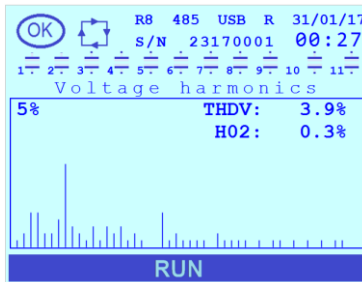 OK R8 485 USB R 31/01/17
S/N 23170001 00:27
1 2 3 4 5 6 7 8 9 10 11
Voltage harmonics
5% THDV: 3.9%
H02: 0.3%
RUN